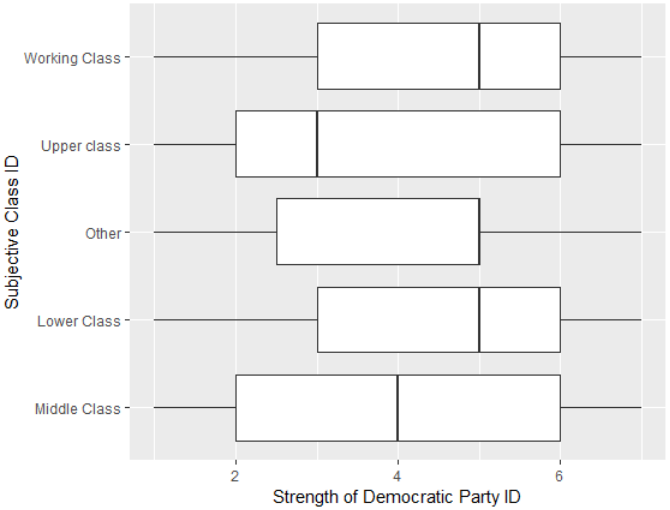 Subjective Class ID
Working Class
Upper class
Other
Lower Class
Middle Class
2 4 6
Strength of Democratic Party ID